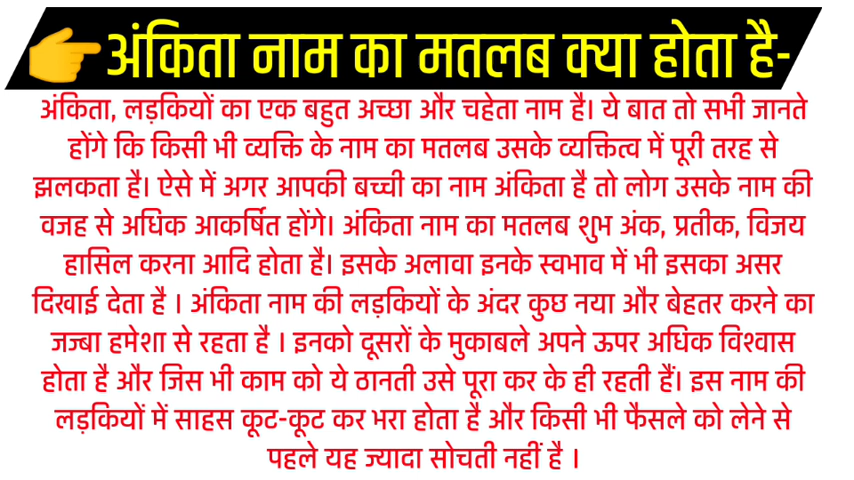 अंकिता नाम का मतलब क्या होता है-
अंकिता, लड़कियों का एक बहुत अच्छा और चहेता नाम है। ये बात तो सभी जानते
होंगे कि किसी भी व्यक्ति के नाम का मतलब उसके व्यक्तित्व में पूरी तरह से
झलकता है। ऐसे में अगर आपकी बच्ची का नाम अंकिता है तो लोग उसके नाम की
वजह से अधिक आकर्षित होंगे। अंकिता नाम का मतलब शुभ अंक, प्रतीक, विजय
हासिल करना आदि होता है। इसके अलावा इनके स्वभाव में भी इसका असर
दिखाई देता है । अंकिता नाम की लड़कियों के अंदर कुछ नया और बेहतर करने का
जज्बा हमेशा से रहता है । इनको दूसरों के मुकाबले अपने ऊपर अधिक विश्वास
होता है और जिस भी काम को ये ठानती उसे पूरा कर के ही रहती हैं। इस नाम की
लड़कियों में साहस कूट-कूट कर भरा होता है और किसी भी फैसले को लेने से
पहले यह ज्यादा सोचती नहीं है ।